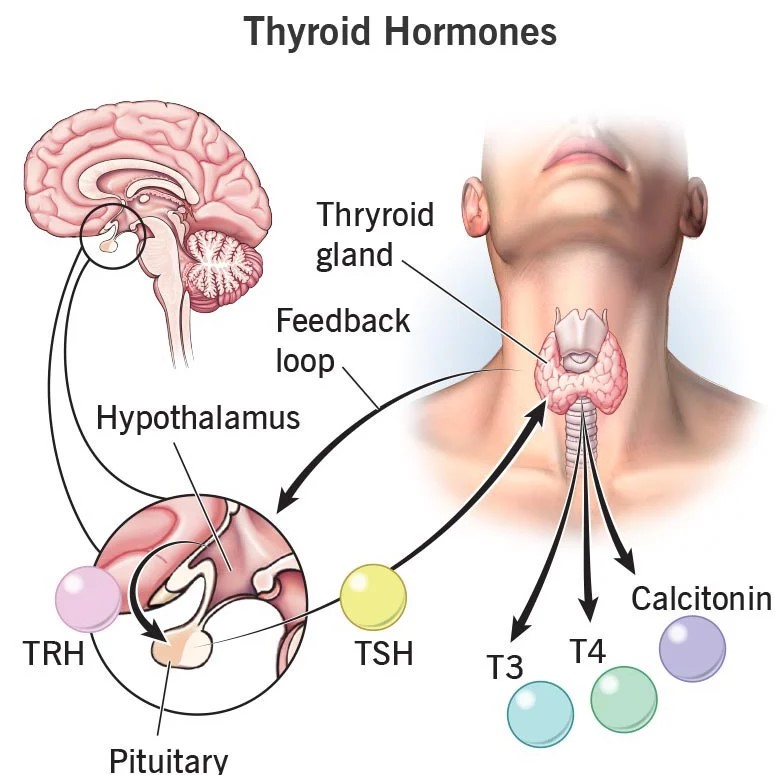 Thyroid Hormones
Thryroid
gland
Feedback
loop
Hypothalamus
TRH
TSH
Calcitonin
T3
T4
Pituitary